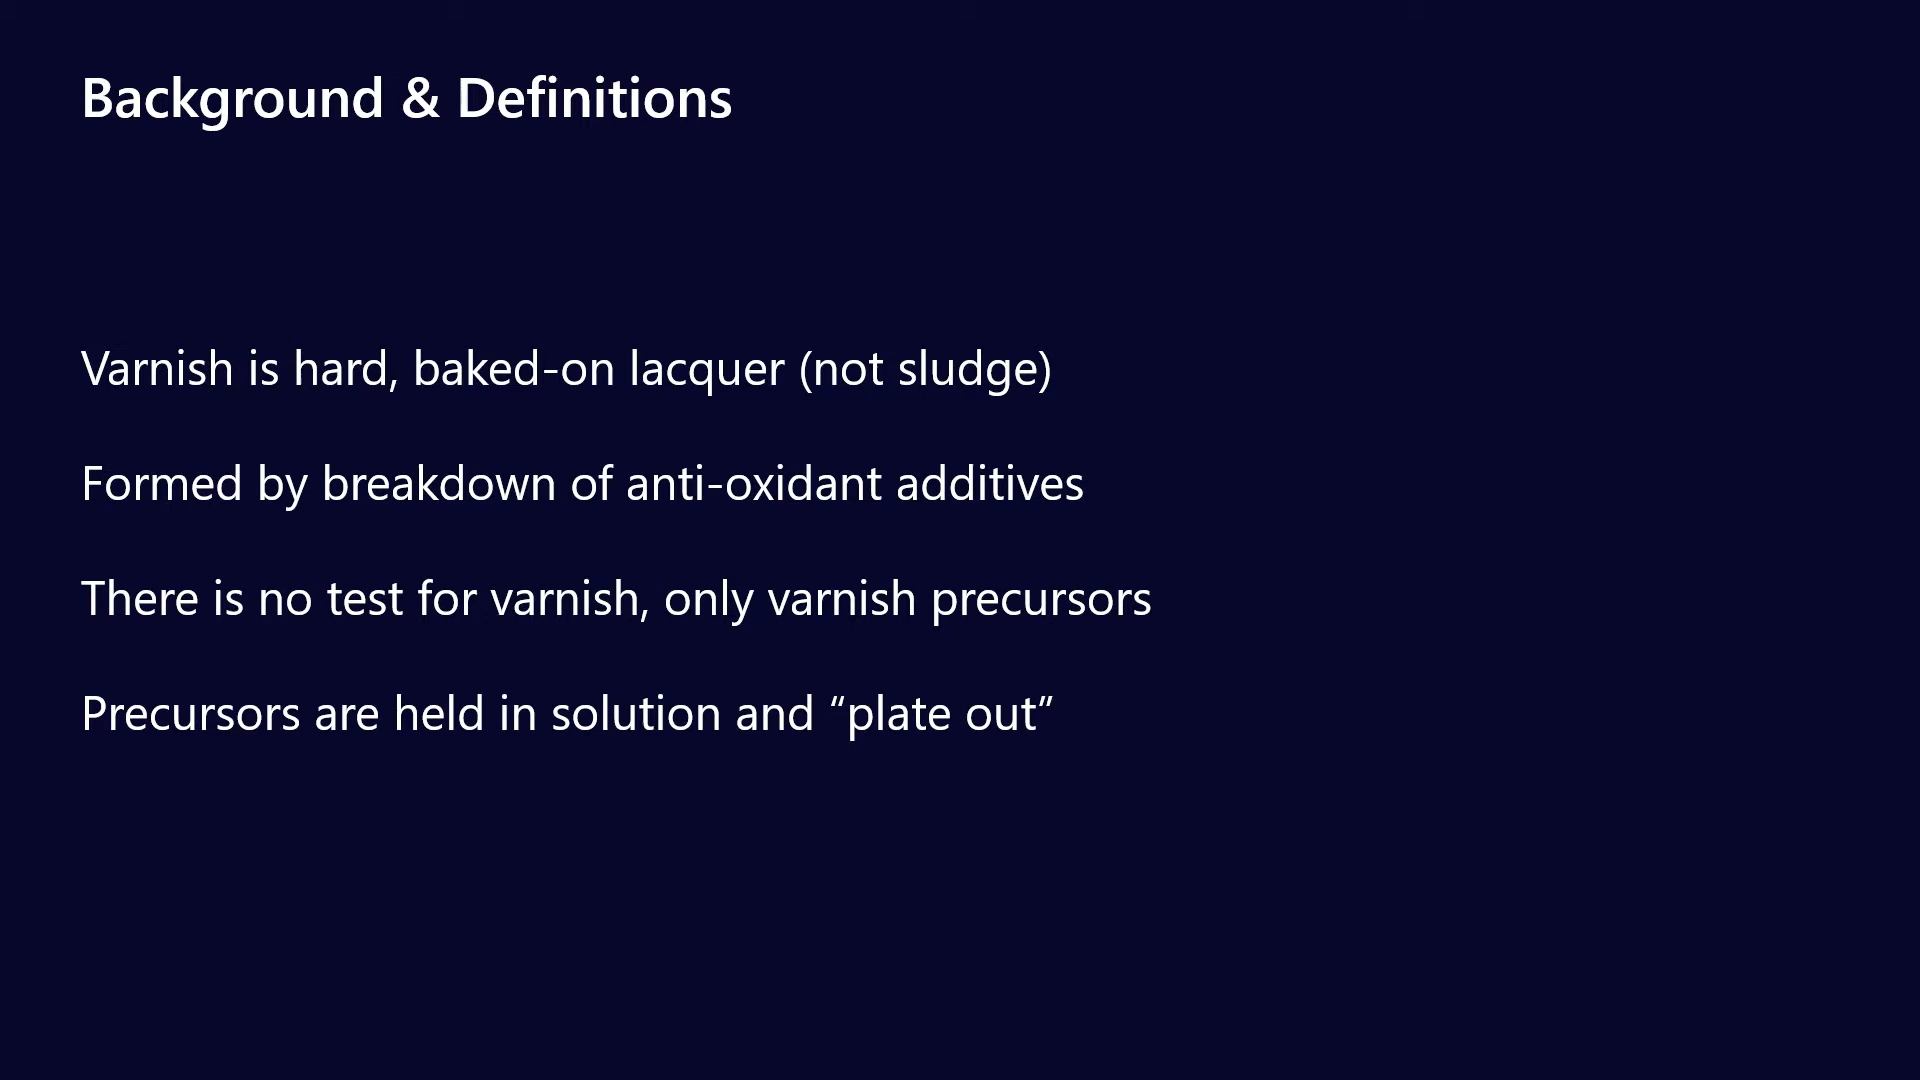 Background & Definitions
Varnish is hard, baked-on lacquer (not sludge)
Formed by breakdown of anti-oxidant additives
There is no test for varnish, only varnish precursors
Precursors are held in solution and “plate out”